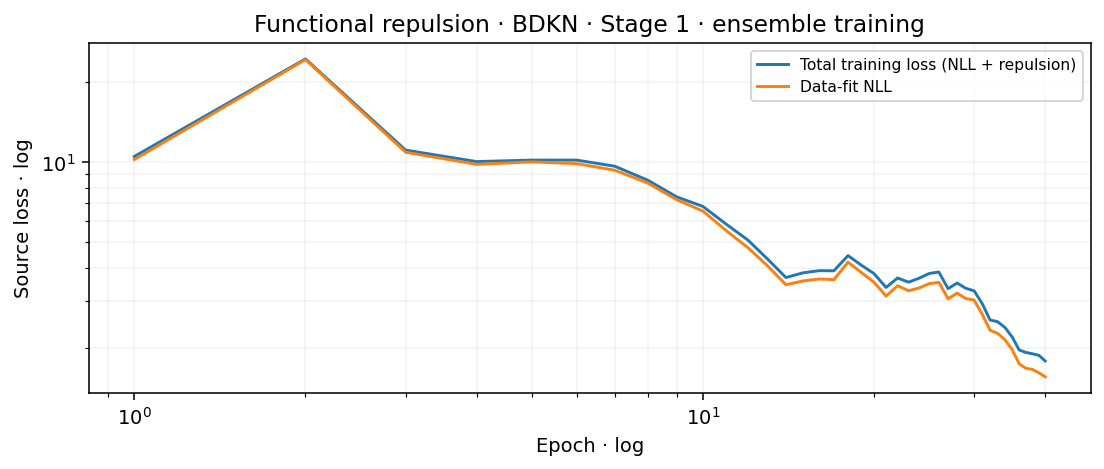 Functional repulsion · BDKN · Stage 1 · ensemble training
Total training loss (NLL + repulsion)
Data-fit NLL
Source loss · log
10¹
10⁰
10¹
Epoch · log